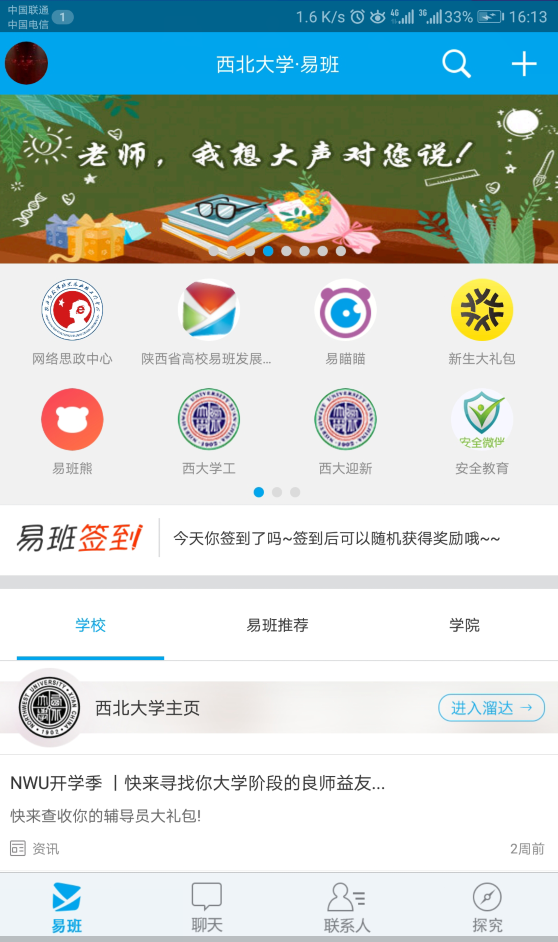 中国联通
中国电信
1
1.6 K/s 4G 3G 33% 16:13
西北大学·易班
老师，我想大声对您说!
网络思政中心 陕西省高校易班发展... 易瞄瞄 新生大礼包
安全微伴
易班熊 西大学工 西大迎新 安全教育
易班签到 今天你签到了吗~签到后可以随机获得奖励哦~~
学校 易班推荐 学院
NORTHWEST UNIVERSITY XI'AN CHINA
1902
西北大学主页 进入溜达 →
NWU开学季 丨快来寻找你大学阶段的良师益友...
快来查收你的辅导员大礼包!
资讯 2周前
易班 聊天 联系人 探究